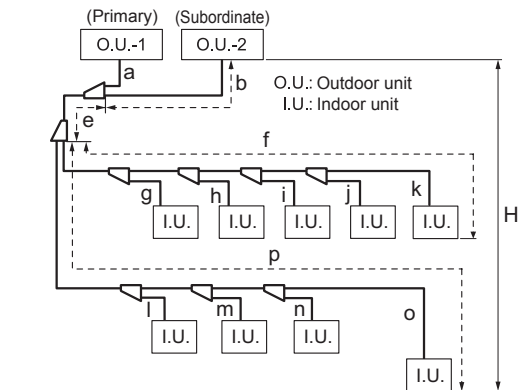 (Primary) (Subordinate)
O.U.-1 O.U.-2
a
b
O.U.: Outdoor unit
I.U.: Indoor unit
e
f
g h i j k
H
I.U. I.U. I.U. I.U. I.U.
p
l m n o
I.U. I.U. I.U.
I.U.